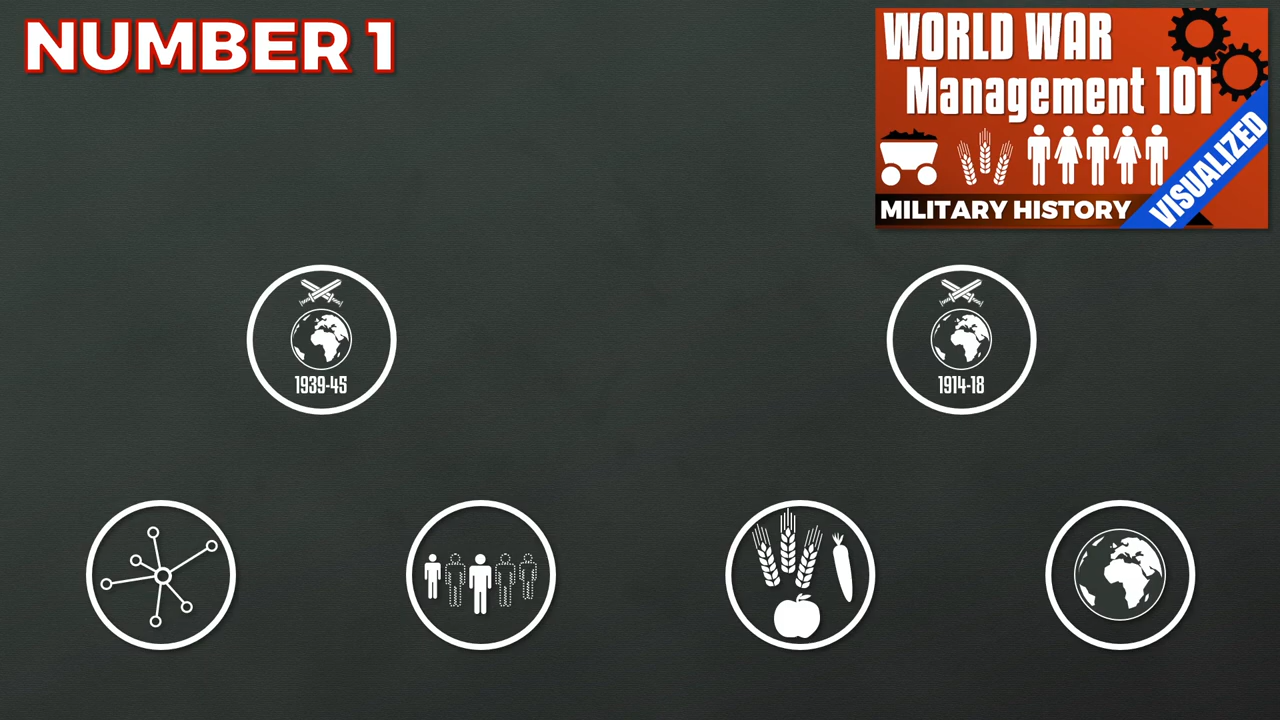 NUMBER 1
WORLD WAR
Management 101
VISUALIZED
MILITARY HISTORY
1939-45
1914-18